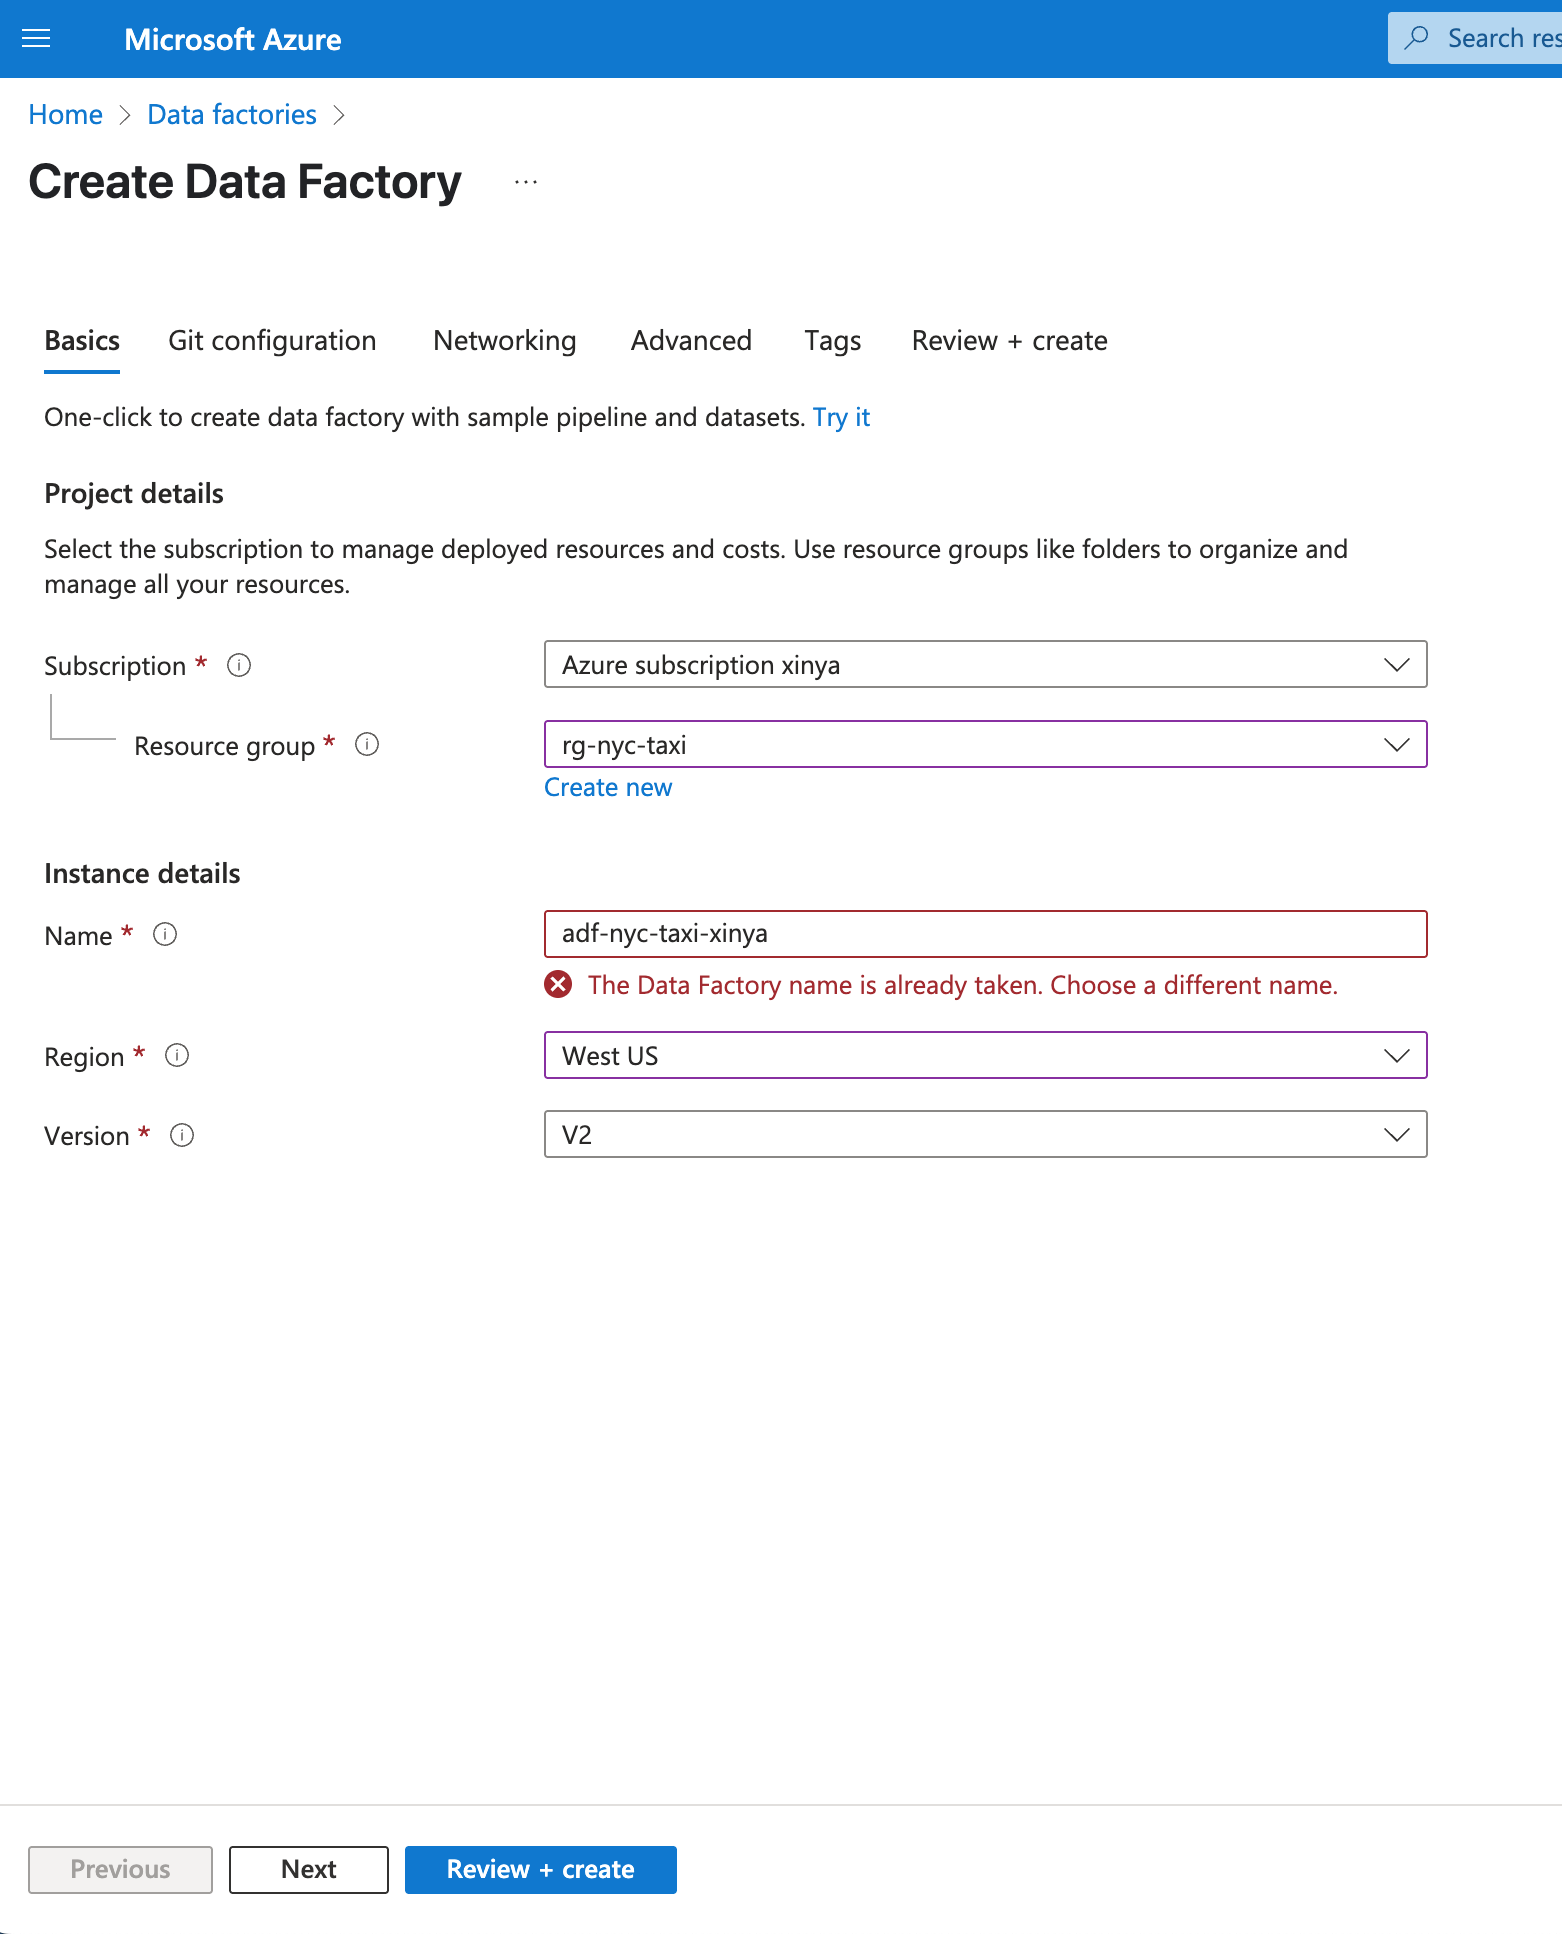 Microsoft Azure
Search res
Home > Data factories >
Create Data Factory ...
Basics Git configuration Networking Advanced Tags Review + create
One-click to create data factory with sample pipeline and datasets. Try it
Project details
Select the subscription to manage deployed resources and costs. Use resource groups like folders to organize and
manage all your resources.
Subscription *
Azure subscription xinya
Resource group *
rg-nyc-taxi
Create new
Instance details
Name *
adf-nyc-taxi-xinya
The Data Factory name is already taken. Choose a different name.
Region *
West US
Version *
V2
Previous Next Review + create